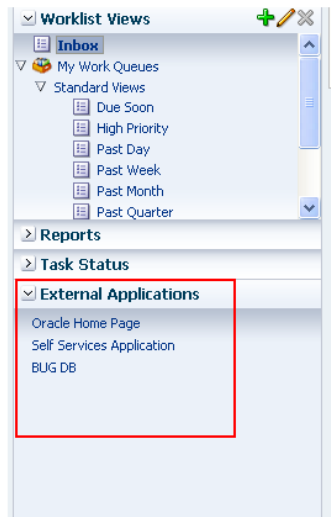 Worklist Views
Inbox
My Work Queues
Standard Views
Due Soon
High Priority
Past Day
Past Week
Past Month
Past Quarter
Reports
Task Status
External Applications
Oracle Home Page
Self Services Application
BUG DB